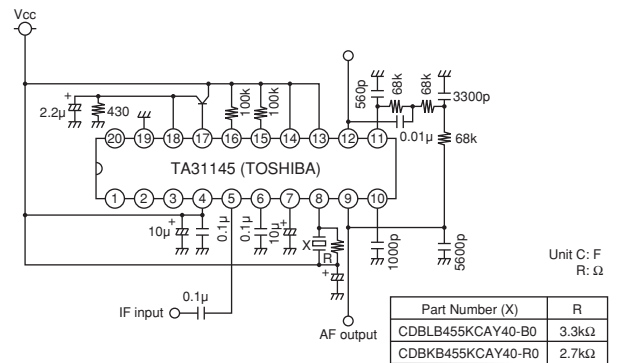 Vcc
+
2.2µ
430
100k
100k
560p
68k
68k
3300p
0.01µ
68k
20 19 18 17 16 15 14 13 12 11
TA31145 (TOSHIBA)
1 2 3 4 5 6 7 8 9 10
10µ
+
0.1µ
0.1µ
10µ
+
X
R
+
1000p
5600p
Unit C: F
R: Ω
0.1µ
IF input
AF output
Part Number (X) R
CDBLB455KCAY40-B0 3.3kΩ
CDBKB455KCAY40-R0 2.7kΩ